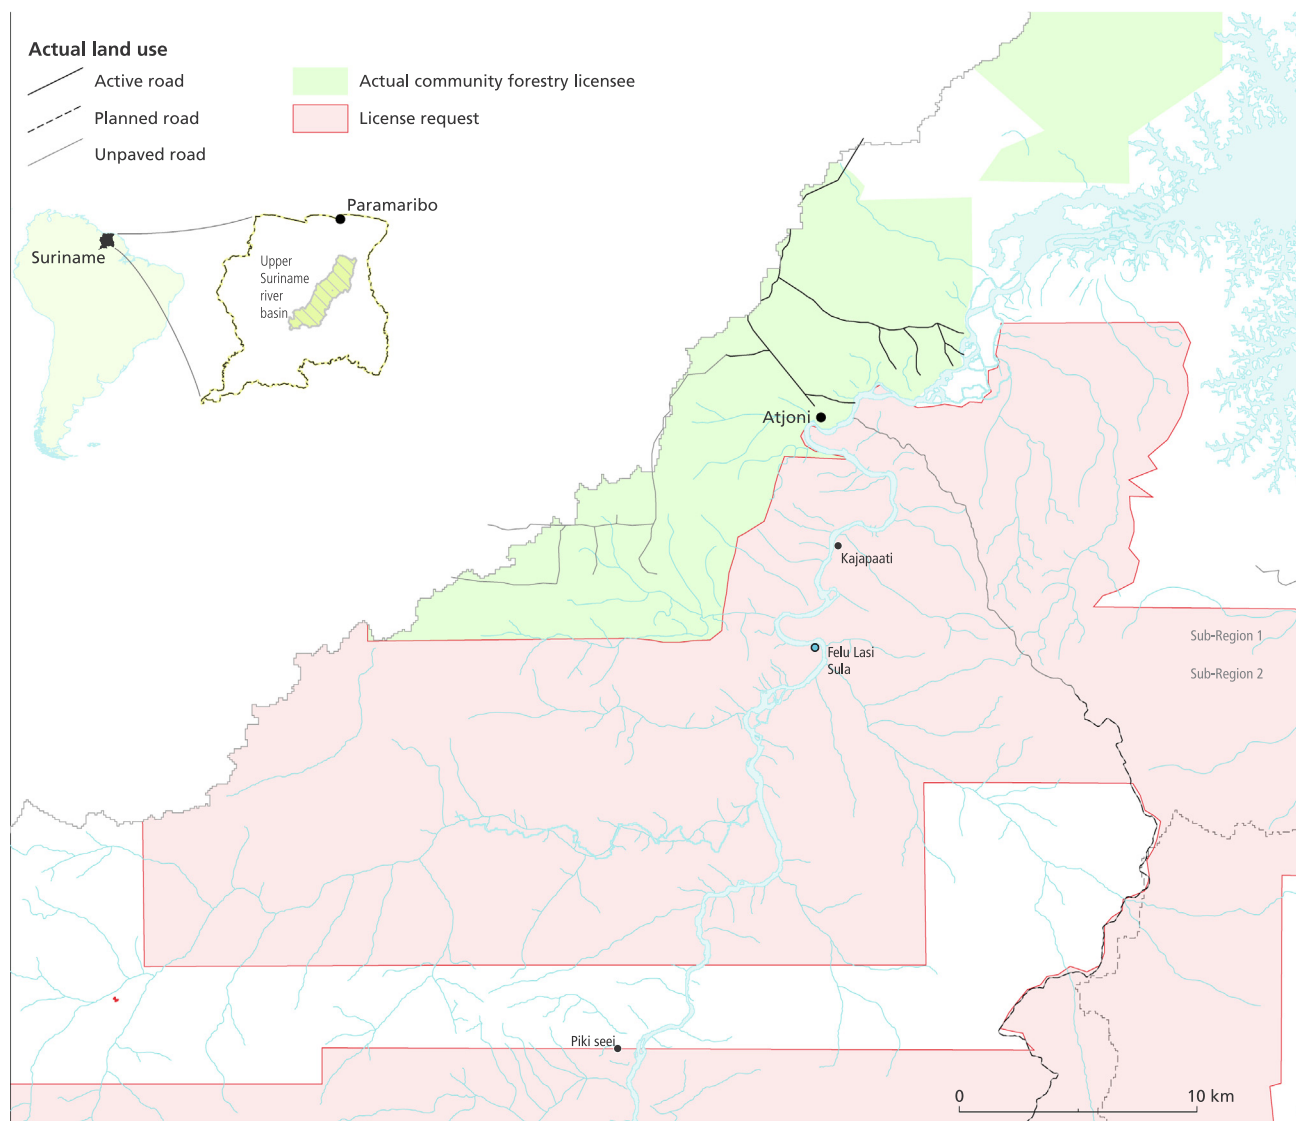 Actual land use
Active road
Planned road
Unpaved road
Actual community forestry licensee
License request
Paramaribo
Suriname
Upper
Suriname
river
basin
Atjoni
Kajapaati
Felu Lasi
Sula
Sub-Region 1
Sub-Region 2
Piki seei
0
10 km